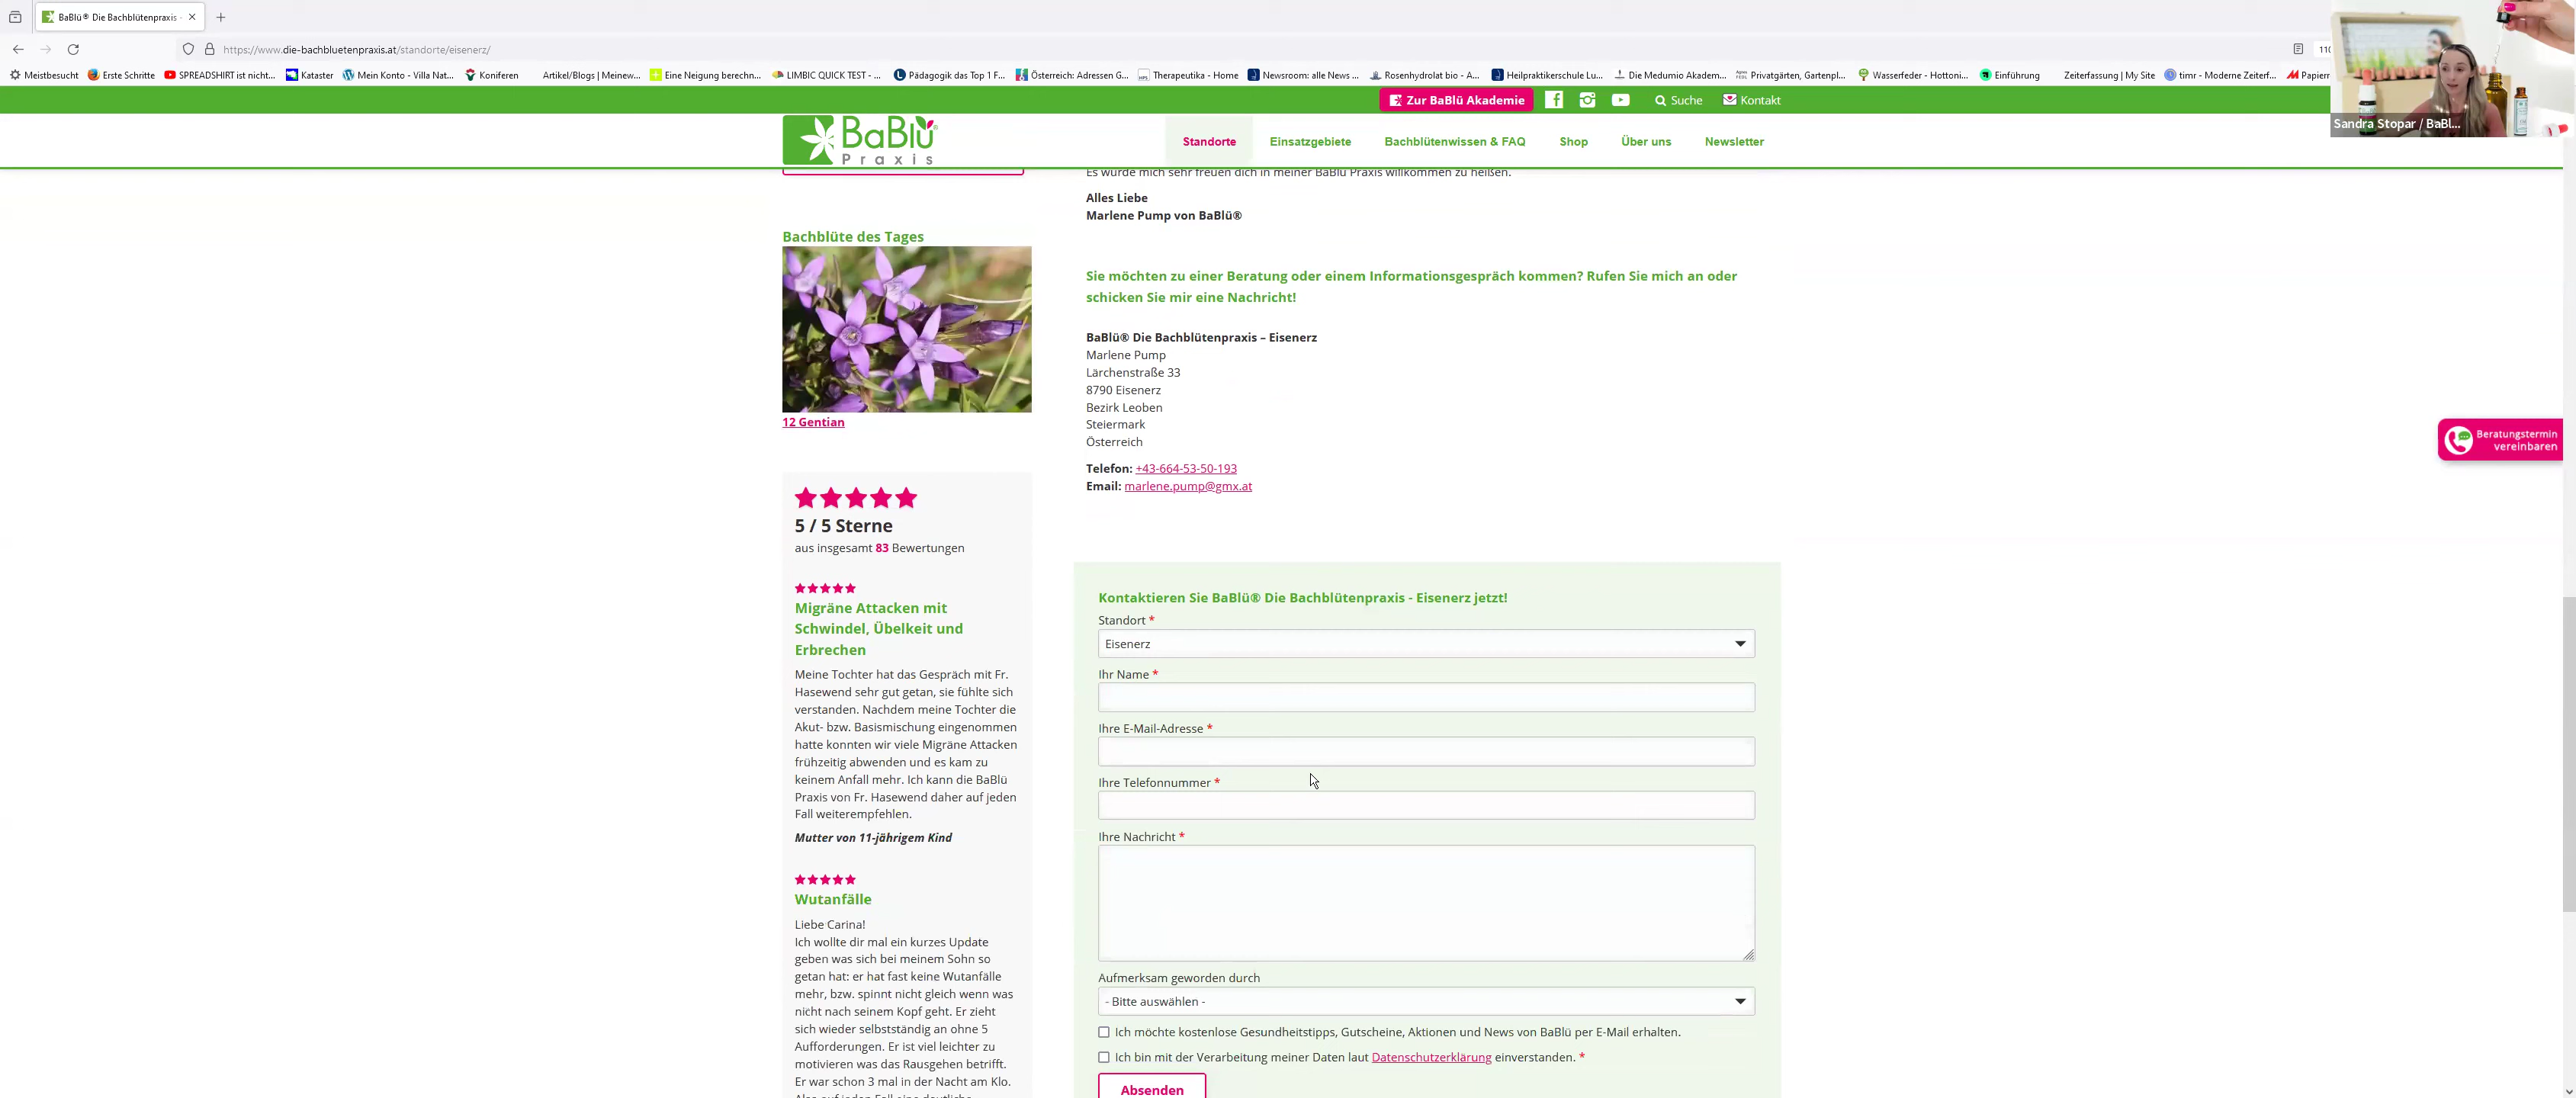 BaBlü® Die Bachblütenpraxis
https://www.die-bachbluetenpraxis.at/standorte/eisenerz/
110
Meistbesucht
Erste Schritte
SPREADSHIRT ist nicht...
Kataster
Mein Konto - Villa Nat...
Koniferen
Artikel/Blogs | Meinew...
Eine Neigung berechn...
LIMBIC QUICK TEST - ...
Pädagogik das Top 1 F...
Österreich: Adressen G...
Therapeutika - Home
Newsroom: alle News ...
Rosenhydrolat bio - A...
Heilpraktikerschule Lu...
Die Medumio Akadem...
Privatgärten, Gartenpl...
Wasserfeder - Hottoni...
Einführung
Zeiterfassung | My Site
timr - Moderne Zeiterf...
Papierr
Sandra Stopar / BaBl...
Zur BaBlü Akademie
Suche
Kontakt
BaBlü®
Praxis
Standorte
Einsatzgebiete
Bachblütenwissen & FAQ
Shop
Über uns
Newsletter
Es würde mich sehr freuen dich in meiner BaBlü Praxis willkommen zu heißen.
Alles Liebe
Marlene Pump von BaBlü®
Bachblüte des Tages
12 Gentian
Sie möchten zu einer Beratung oder einem Informationsgespräch kommen? Rufen Sie mich an oder
schicken Sie mir eine Nachricht!
BaBlü® Die Bachblütenpraxis – Eisenerz
Marlene Pump
Lärchenstraße 33
8790 Eisenerz
Bezirk Leoben
Steiermark
Österreich
Telefon: +43-664-53-50-193
Email: marlene.pump@gmx.at
Beratungstermin
vereinbaren
5 / 5 Sterne
aus insgesamt 83 Bewertungen
Migräne Attacken mit
Schwindel, Übelkeit und
Erbrechen
Meine Tochter hat das Gespräch mit Fr.
Hasewend sehr gut getan, sie fühlte sich
verstanden. Nachdem meine Tochter die
Akut- bzw. Basismischung eingenommen
hatte konnten wir viele Migräne Attacken
frühzeitig abwenden und es kam zu
keinem Anfall mehr. Ich kann die BaBlü
Praxis von Fr. Hasewend daher auf jeden
Fall weiterempfehlen.
Mutter von 11-jährigem Kind
Wutanfälle
Liebe Carina!
Ich wollte dir mal ein kurzes Update
geben was sich bei meinem Sohn so
getan hat: er hat fast keine Wutanfälle
mehr, bzw. spinnt nicht gleich wenn was
nicht nach seinem Kopf geht. Er zieht
sich wieder selbstständig an ohne 5
Aufforderungen. Er ist viel leichter zu
motivieren was das Rausgehen betrifft.
Er war schon 3 mal in der Nacht am Klo.
Kontaktieren Sie BaBlü® Die Bachblütenpraxis - Eisenerz jetzt!
Standort *
Eisenerz
Ihr Name *
Ihre E-Mail-Adresse *
Ihre Telefonnummer *
Ihre Nachricht *
Aufmerksam geworden durch
- Bitte auswählen -
Ich möchte kostenlose Gesundheitstipps, Gutscheine, Aktionen und News von BaBlü per E-Mail erhalten.
Ich bin mit der Verarbeitung meiner Daten laut Datenschutzerklärung einverstanden. *
Absenden